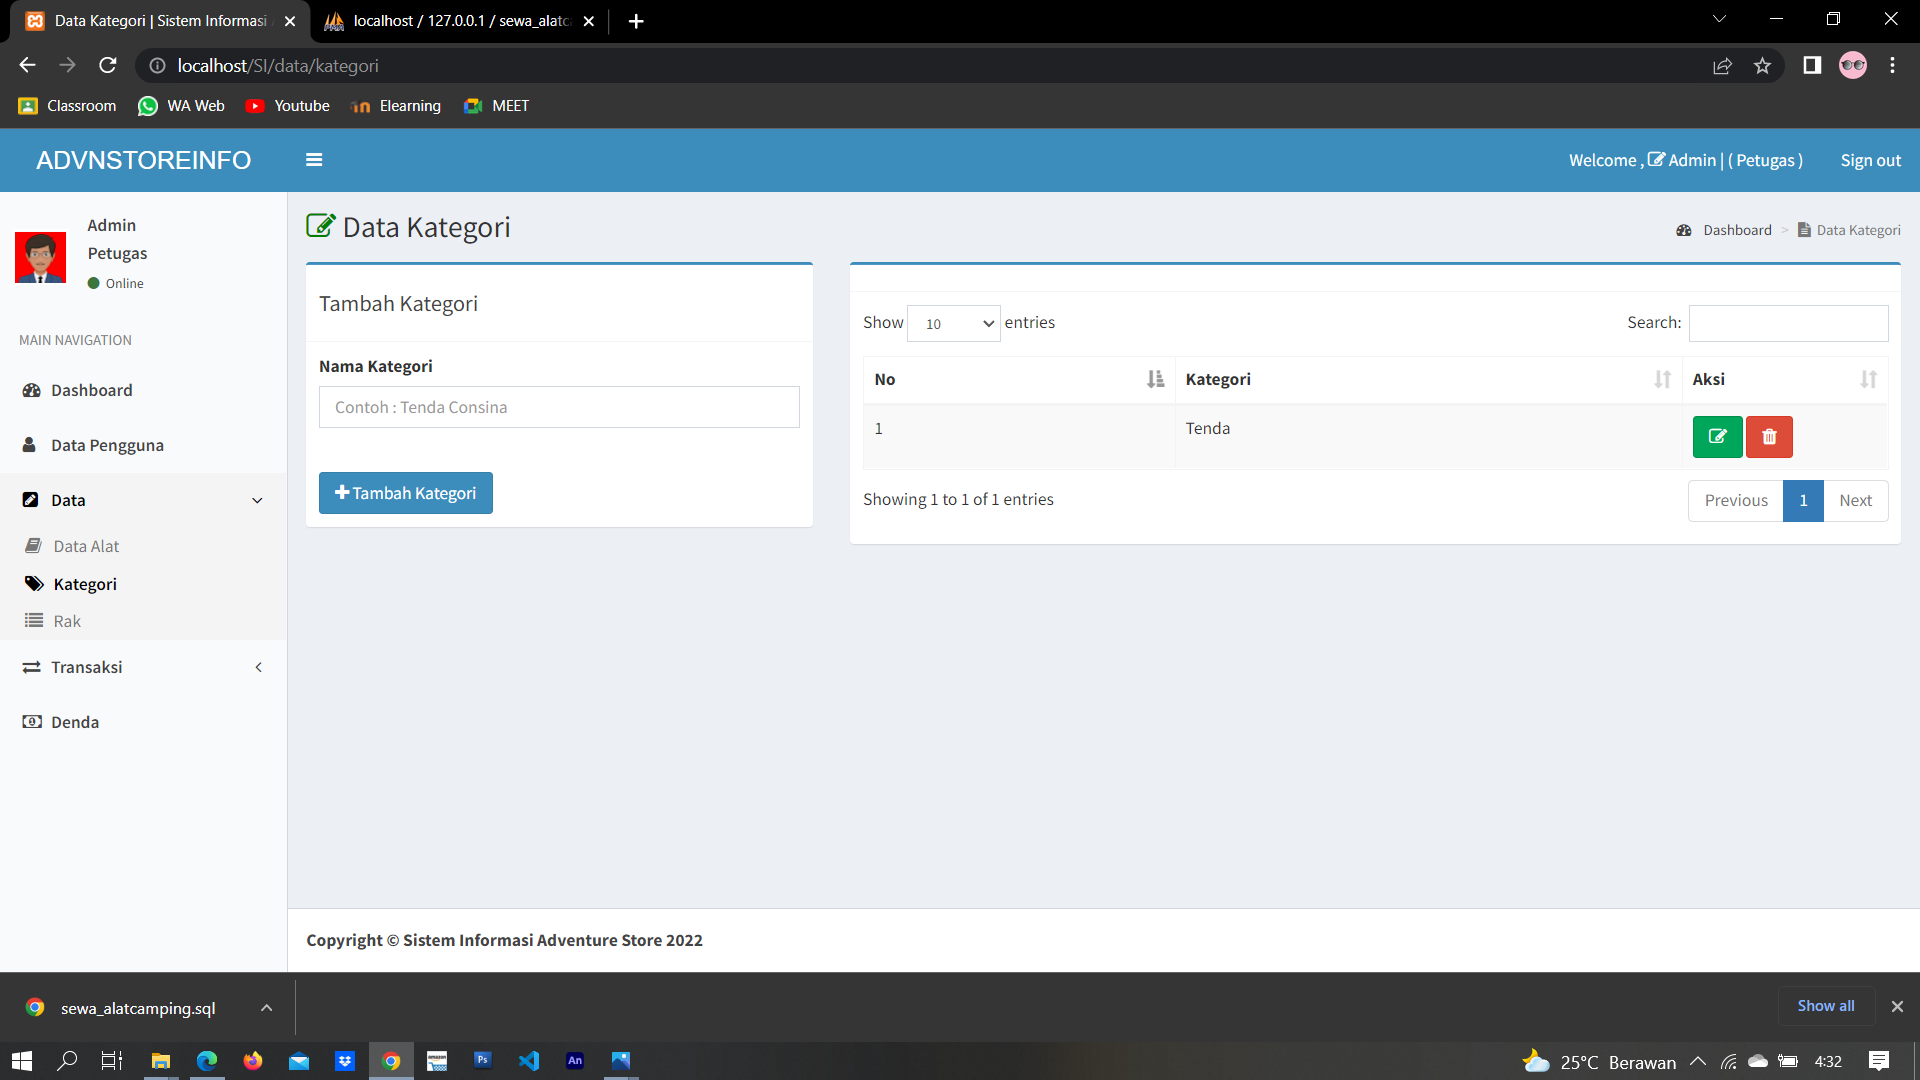 Data Kategori | Sistem Informasi
localhost / 127.0.0.1 / sewa_alatc
localhost/SI/data/kategori
Classroom
WA Web
Youtube
Elearning
MEET
ADVNSTOREINFO
Welcome , Admin | ( Petugas )
Sign out
Admin
Petugas
Online
MAIN NAVIGATION
Dashboard
Data Pengguna
Data
Data Alat
Kategori
Rak
Transaksi
Denda
Data Kategori
Dashboard > Data Kategori
Tambah Kategori
Nama Kategori
Contoh : Tenda Consina
Tambah Kategori
Show 10 entries
Search:
No Kategori Aksi
1 Tenda
Showing 1 to 1 of 1 entries
Previous 1 Next
Copyright © Sistem Informasi Adventure Store 2022
sewa_alatcamping.sql
Show all
Ps
An
25°C Berawan
4:32